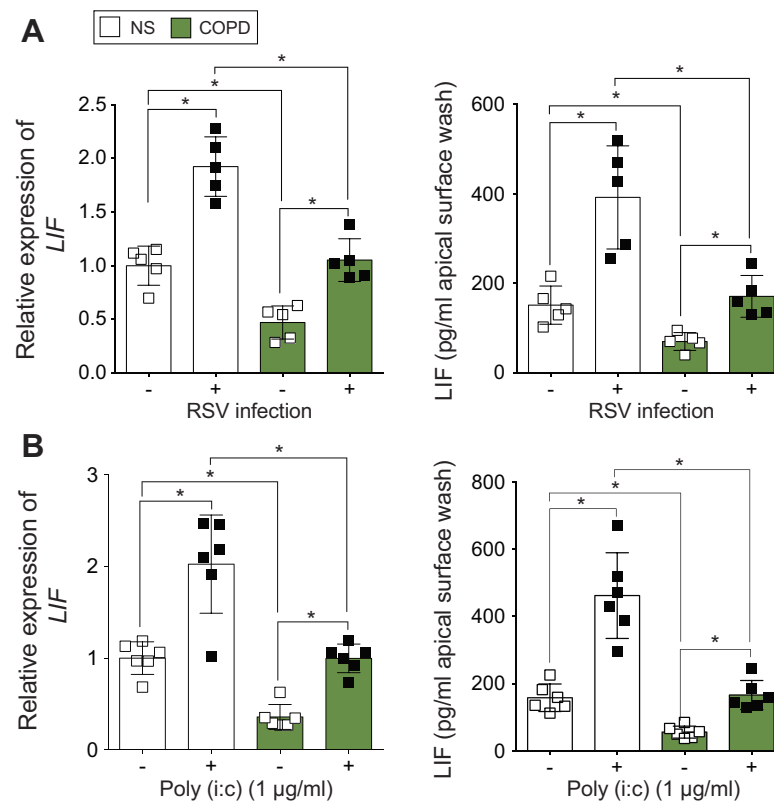 A
NS COPD
Relative expression of
LIF
2.5
2.0
1.5
1.0
0.5
0.0
* * * *
- + - +
RSV infection
LIF (pg/ml apical surface wash)
600
400
200
0
* * * *
- + - +
RSV infection
B
Relative expression of
LIF
3
2
1
0
* * * *
- + - +
Poly (i:c) (1 µg/ml)
LIF (pg/ml apical surface wash)
800
600
400
200
0
* * * *
- + - +
Poly (i:c) (1 µg/ml)